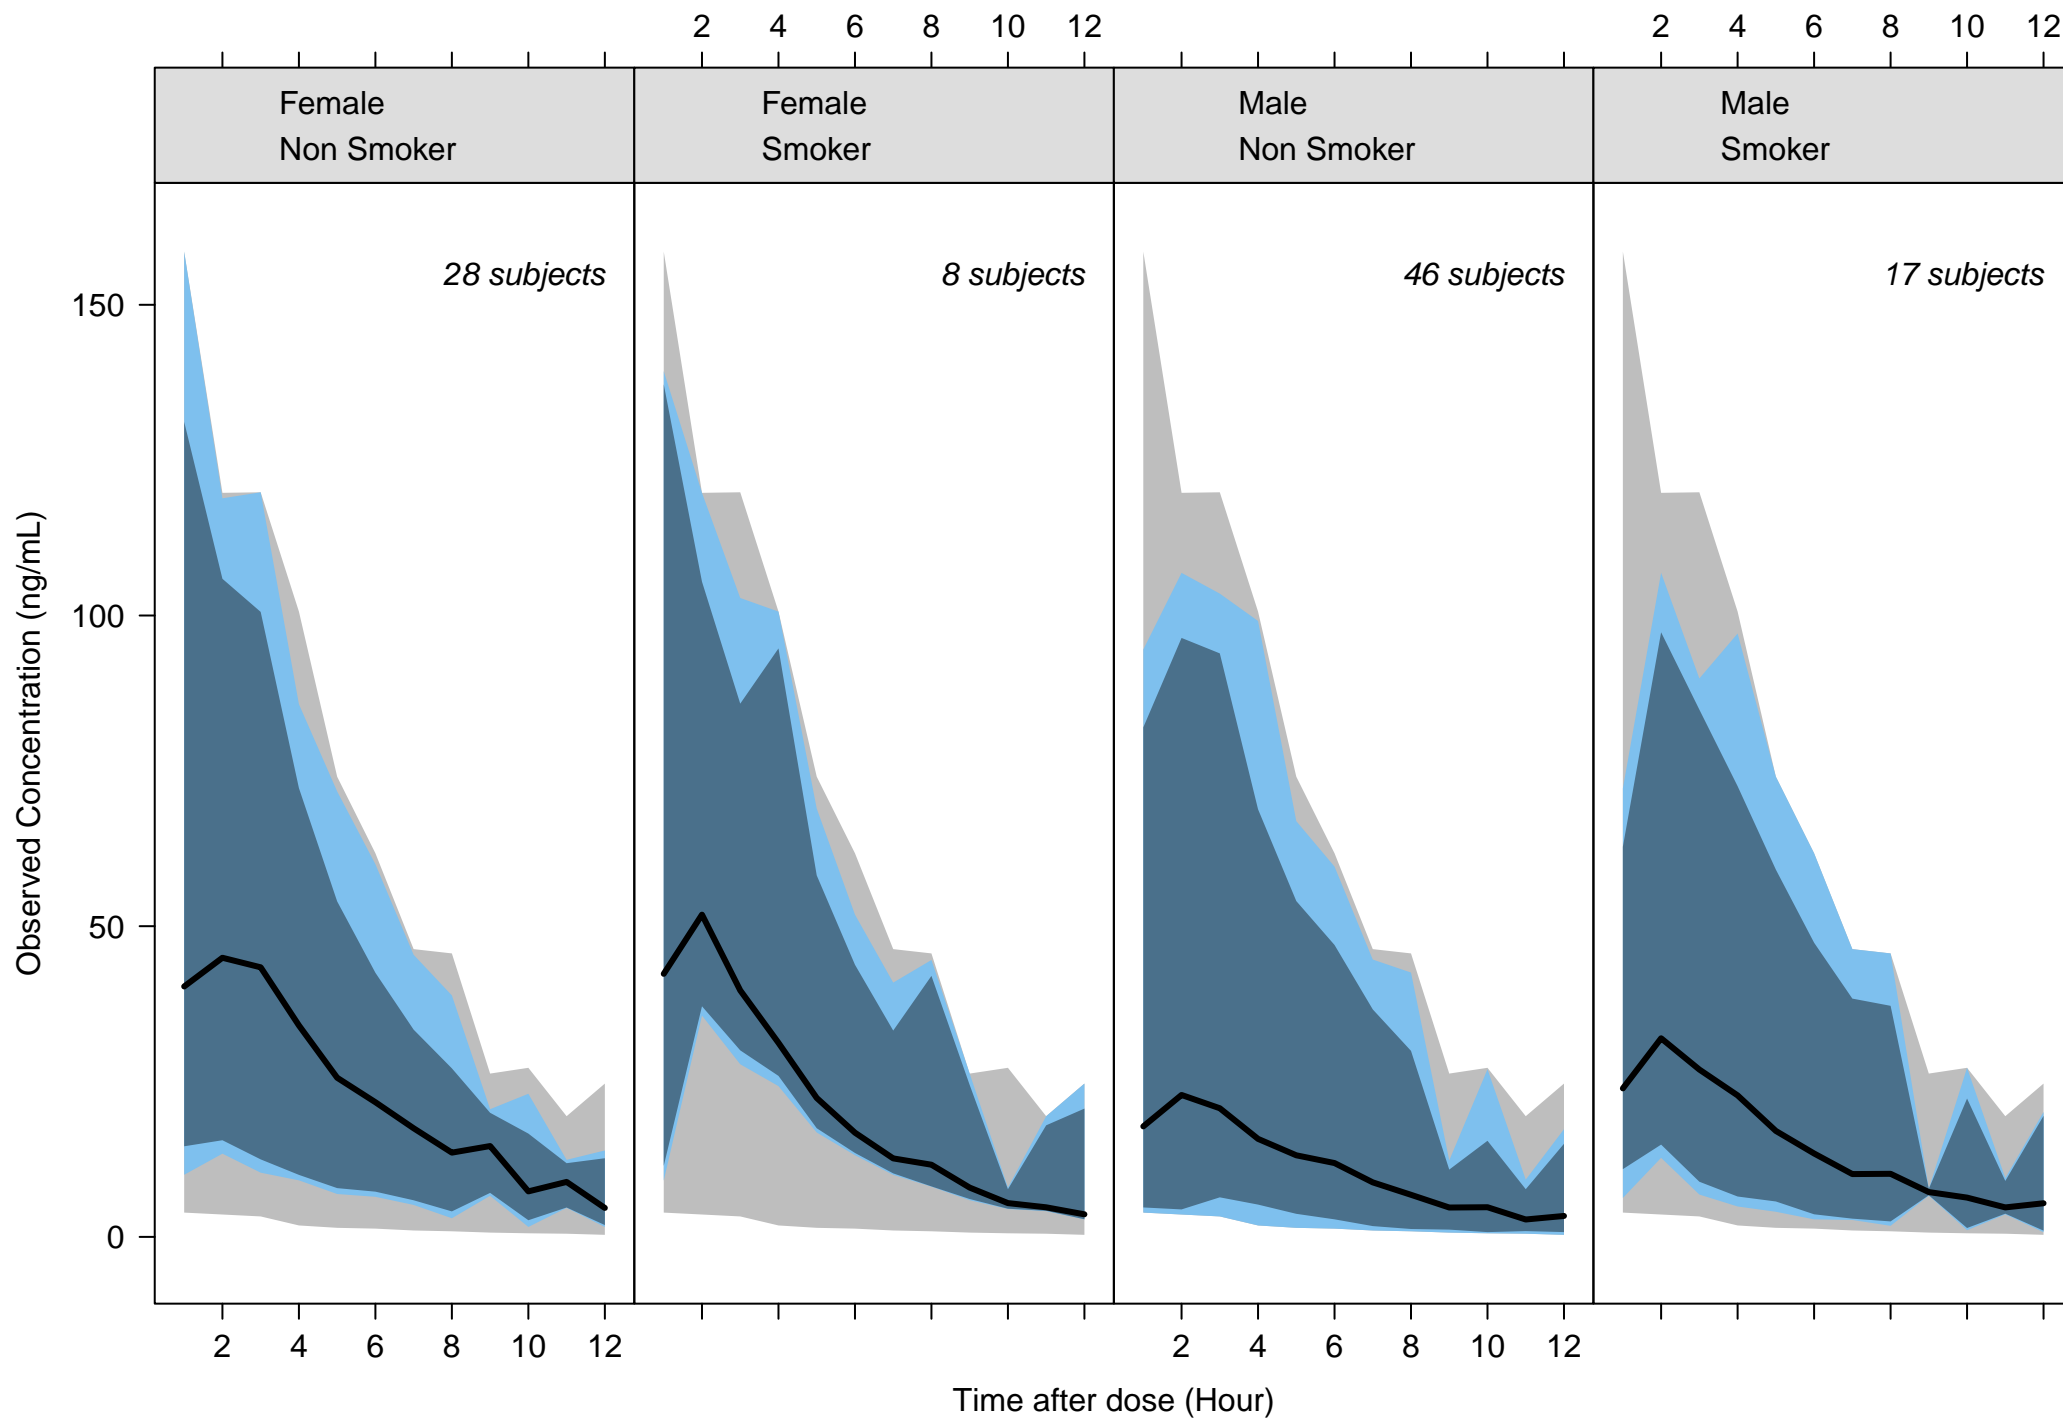 2 4 6 8 10 12 2 4 6 8 10 12
Female Female Male Male
Non Smoker Smoker Non Smoker Smoker
28 subjects 8 subjects 46 subjects 17 subjects
150
100
50
0
Observed Concentration (ng/mL)
2 4 6 8 10 12 2 4 6 8 10 12
Time after dose (Hour)